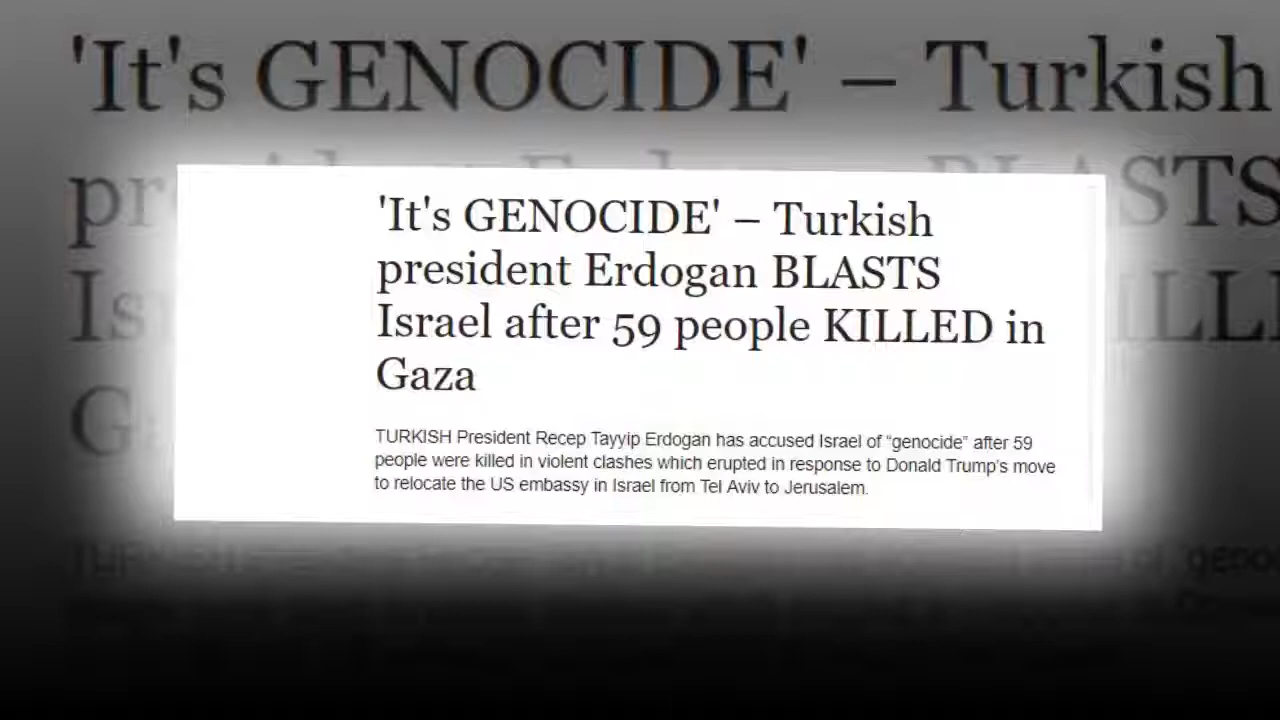 'It's GENOCIDE' – Turkish
'It's GENOCIDE' – Turkish
president Erdogan BLASTS
Israel after 59 people KILLED in
Gaza
TURKISH President Recep Tayyip Erdogan has accused Israel of “genocide” after 59
people were killed in violent clashes which erupted in response to Donald Trump's move
to relocate the US embassy in Israel from Tel Aviv to Jerusalem.